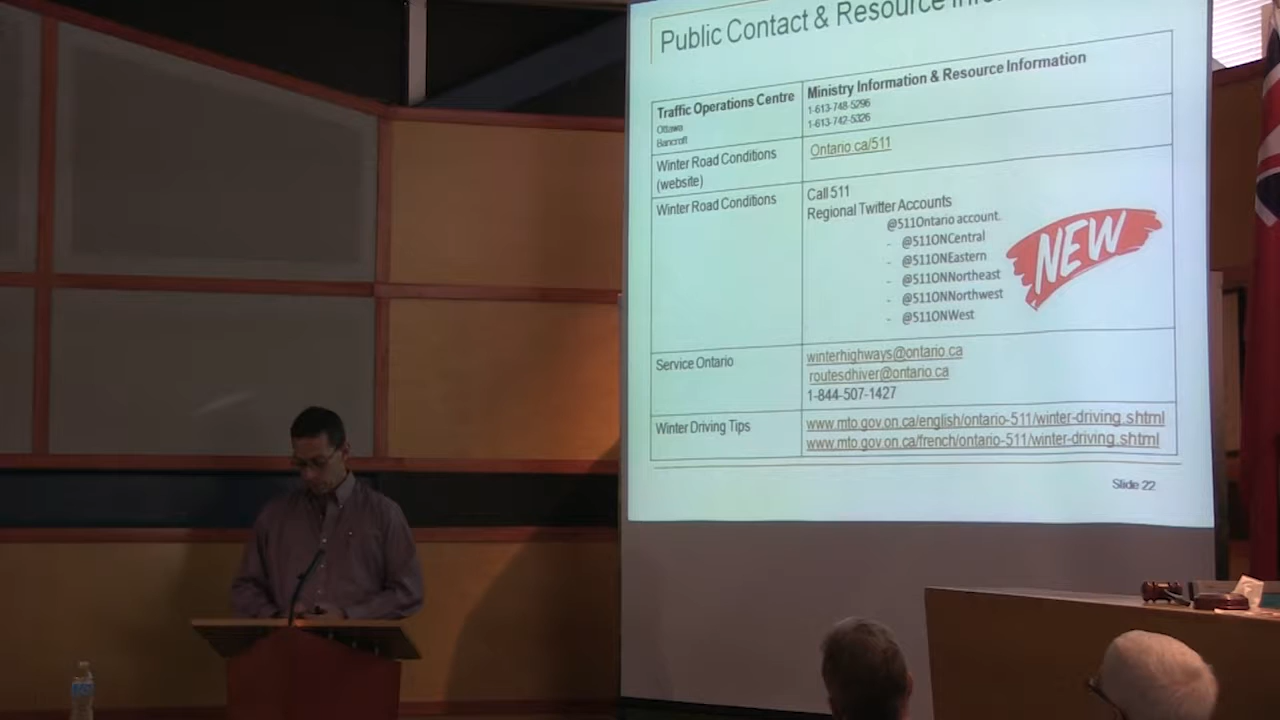 Public Contact & Resource
Traffic Operations Centre
Ottawa
Bancroft
Ministry Information & Resource Information
1-613-748-5296
1-613-742-5326
Winter Road Conditions
(website)
Ontario.ca/511
Winter Road Conditions
Call 511
Regional Twitter Accounts
@511Ontario account.
- @511ONCentral
- @511ONEastern
- @511ONNortheast
- @511ONNorthwest
- @511ONWest
NEW
Service Ontario
winterhighways@ontario.ca
routesdhiver@ontario.ca
1-844-507-1427
Winter Driving Tips
www.mto.gov.on.ca/english/ontario-511/winter-driving.shtml
www.mto.gov.on.ca/french/ontario-511/winter-driving.shtml
Slide 22